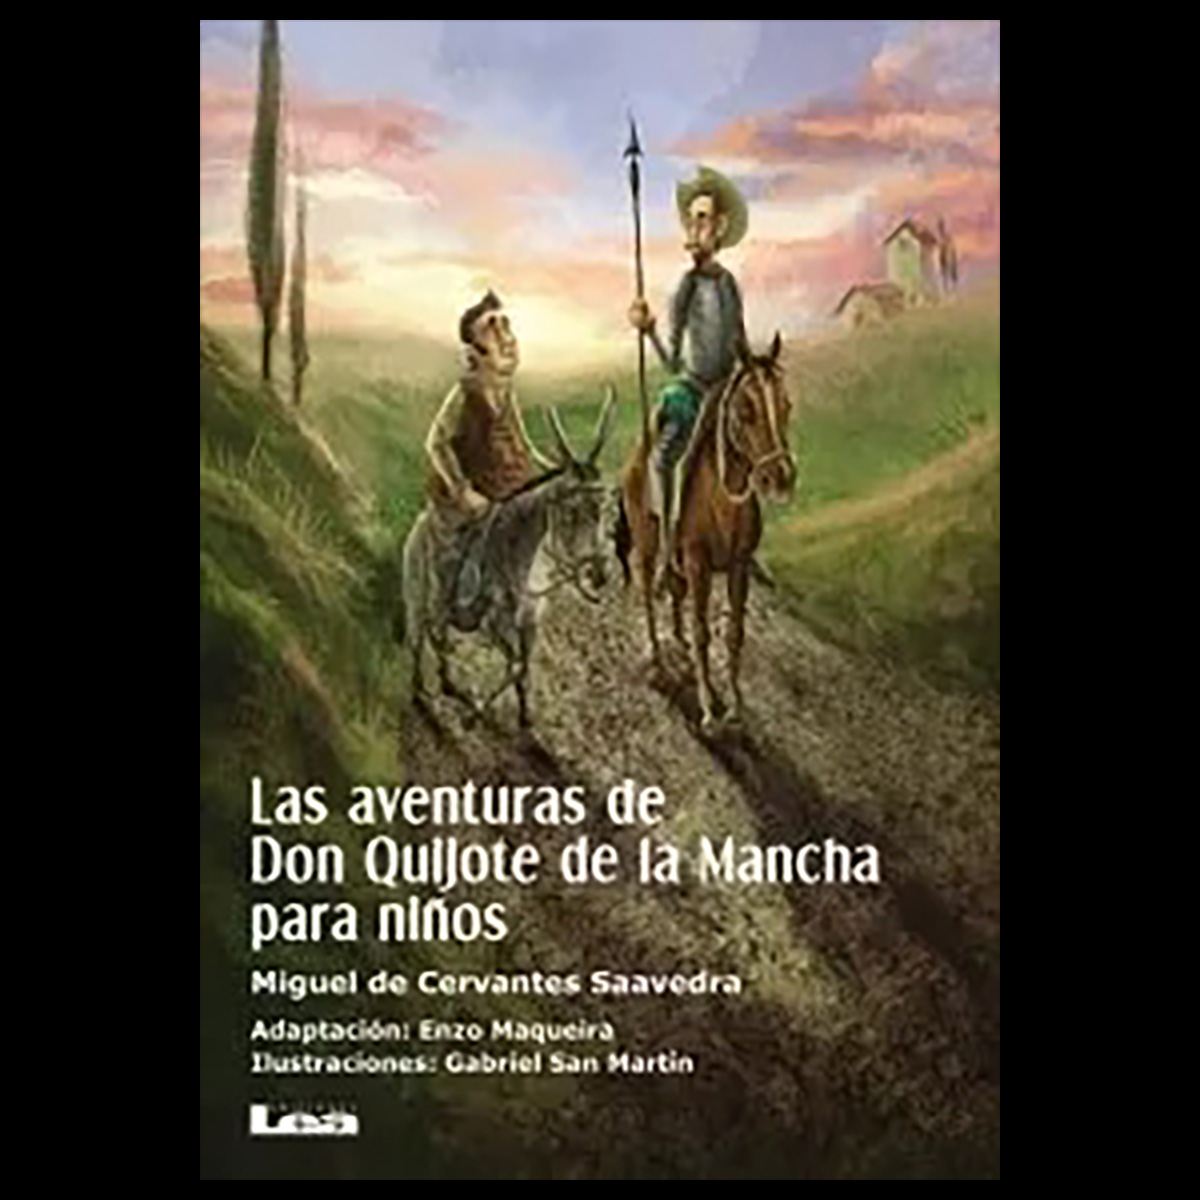 Las aventuras de
Don Quijote de la Mancha
para niños
Miguel de Cervantes Saavedra
Adaptación: Enzo Maqueira
Ilustraciones: Gabriel San Martin
Lea